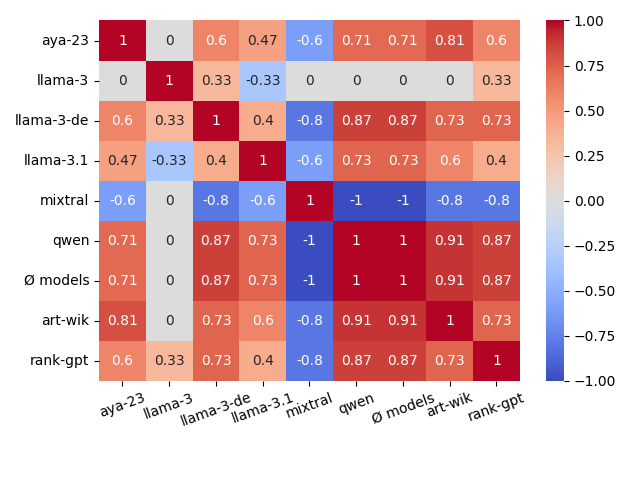 aya-23 1 0 0.6 0.47 -0.6 0.71 0.71 0.81 0.6
llama-3 0 1 0.33 -0.33 0 0 0 0 0.33
llama-3-de 0.6 0.33 1 0.4 -0.8 0.87 0.87 0.73 0.73
llama-3.1 0.47 -0.33 0.4 1 -0.6 0.73 0.73 0.6 0.4
mixtral -0.6 0 -0.8 -0.6 1 -1 -1 -0.8 -0.8
qwen 0.71 0 0.87 0.73 -1 1 1 0.91 0.87
Ø models 0.71 0 0.87 0.73 -1 1 1 0.91 0.87
art-wik 0.81 0 0.73 0.6 -0.8 0.91 0.91 1 0.73
rank-gpt 0.6 0.33 0.73 0.4 -0.8 0.87 0.87 0.73 1
aya-23 llama-3 llama-3-de llama-3.1 mixtral qwen Ø models art-wik rank-gpt
1.00
0.75
0.50
0.25
0.00
−0.25
−0.50
−0.75
−1.00